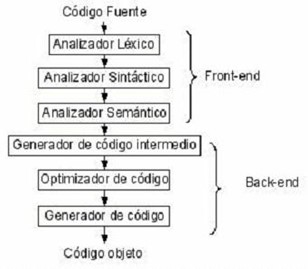 Código Fuente
Analizador Léxico
Analizador Sintáctico
Front-end
Analizador Semántico
Generador de código intermedio
Optimizador de código
Back-end
Generador de código
Código objeto